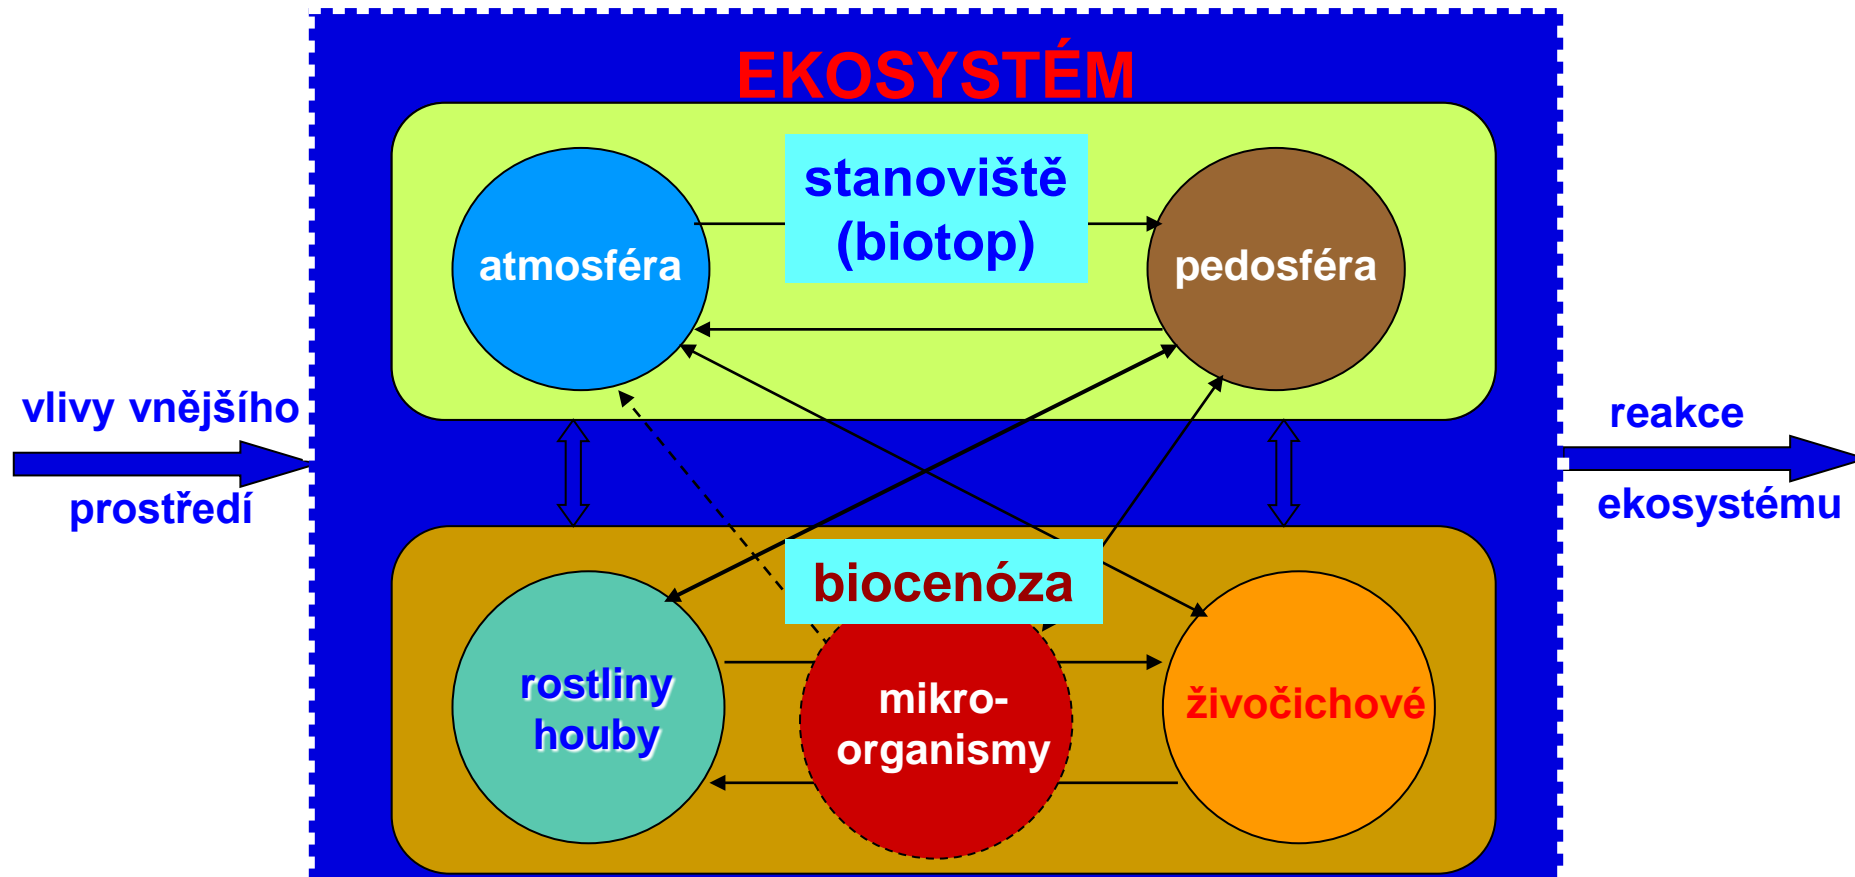 EKOSYSTÉM
stanoviště
(biotop)
atmosféra
pedosféra
vlivy vnějšího
prostředí
reakce
ekosystému
biocenóza
rostliny
houby
mikro-
organismy
živočichové